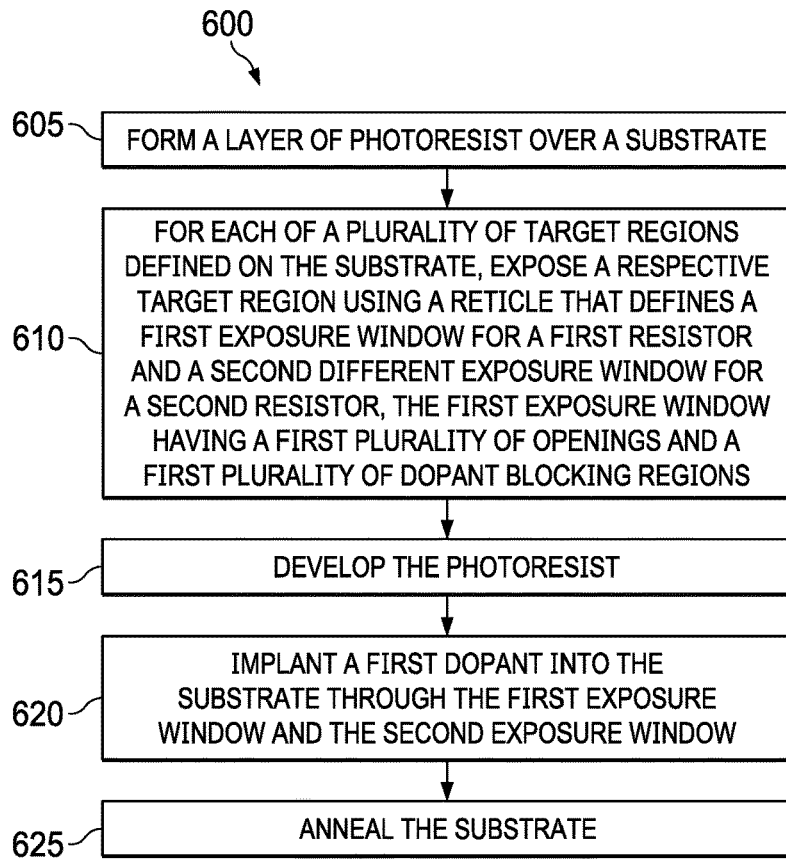 600
605
FORM A LAYER OF PHOTORESIST OVER A SUBSTRATE
610
FOR EACH OF A PLURALITY OF TARGET REGIONS
DEFINED ON THE SUBSTRATE, EXPOSE A RESPECTIVE
TARGET REGION USING A RETICLE THAT DEFINES A
FIRST EXPOSURE WINDOW FOR A FIRST RESISTOR
AND A SECOND DIFFERENT EXPOSURE WINDOW FOR
A SECOND RESISTOR, THE FIRST EXPOSURE WINDOW
HAVING A FIRST PLURALITY OF OPENINGS AND A
FIRST PLURALITY OF DOPANT BLOCKING REGIONS
615
DEVELOP THE PHOTORESIST
620
IMPLANT A FIRST DOPANT INTO THE
SUBSTRATE THROUGH THE FIRST EXPOSURE
WINDOW AND THE SECOND EXPOSURE WINDOW
625
ANNEAL THE SUBSTRATE